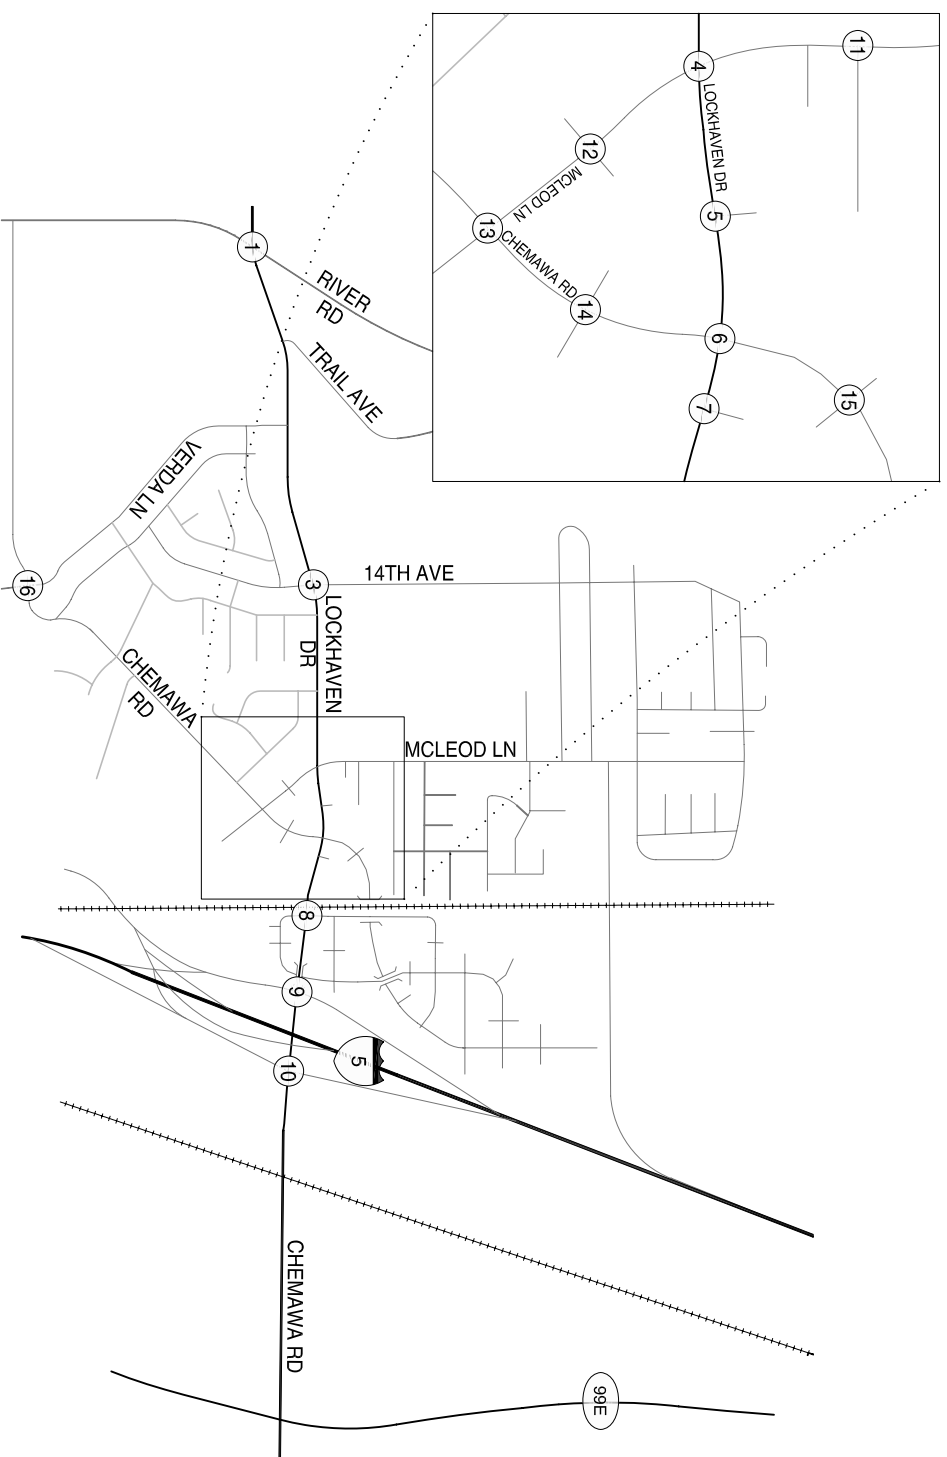 11
4
LOCKHAVEN DR
12
MCLEOD LN
5
13
CHEMAWA RD
14
6
15
7
1
RIVER
RD
TRAIL AVE
VERDA LN
16
3
14TH AVE
LOCKHAVEN
DR
CHEMAWA
RD
MCLEOD LN
8
9
5
10
CHEMAWA RD
99E